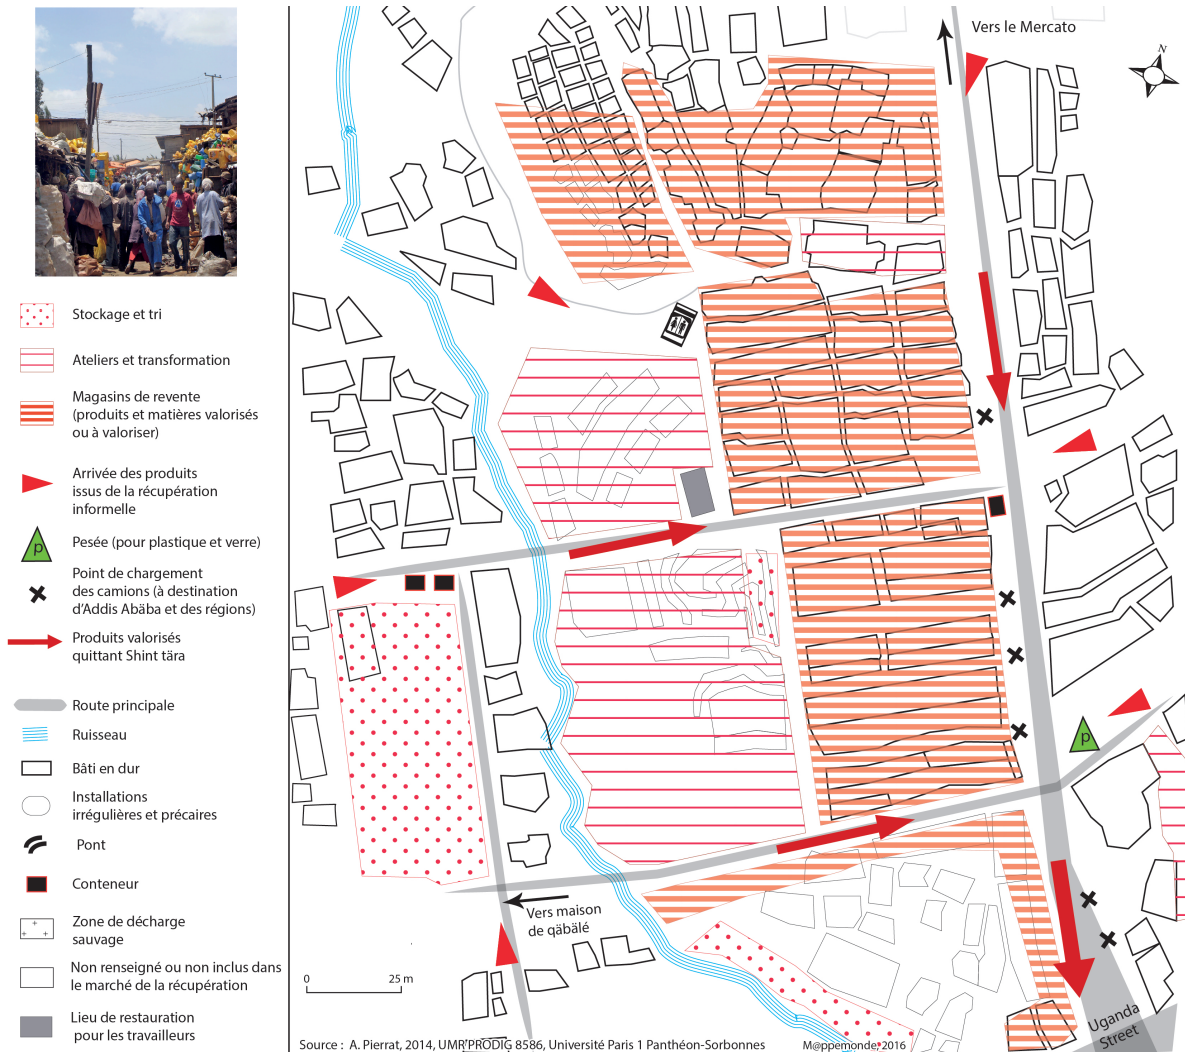 Stockage et tri
Ateliers et transformation
Magasins de revente
(produits et matières valorisés
ou à valoriser)
Arrivée des produits
issus de la récupération
informelle
p
Pesée (pour plastique et verre)
Point de chargement
des camions (à destination
d'Addis Abäba et des régions)
Produits valorisés
quittant Shint tära
Route principale
Ruisseau
Bâti en dur
Installations
irrégulières et précaires
Pont
Conteneur
Zone de décharge
sauvage
Non renseigné ou non inclus dans
le marché de la récupération
Lieu de restauration
pour les travailleurs
Vers le Mercato
N
p
Vers maison
de qäbälé
0 25 m
Uganda
Street
Source : A. Pierrat, 2014, UMR PRODIG 8586, Université Paris 1 Panthéon-Sorbonnes
M@ppemonde, 2016